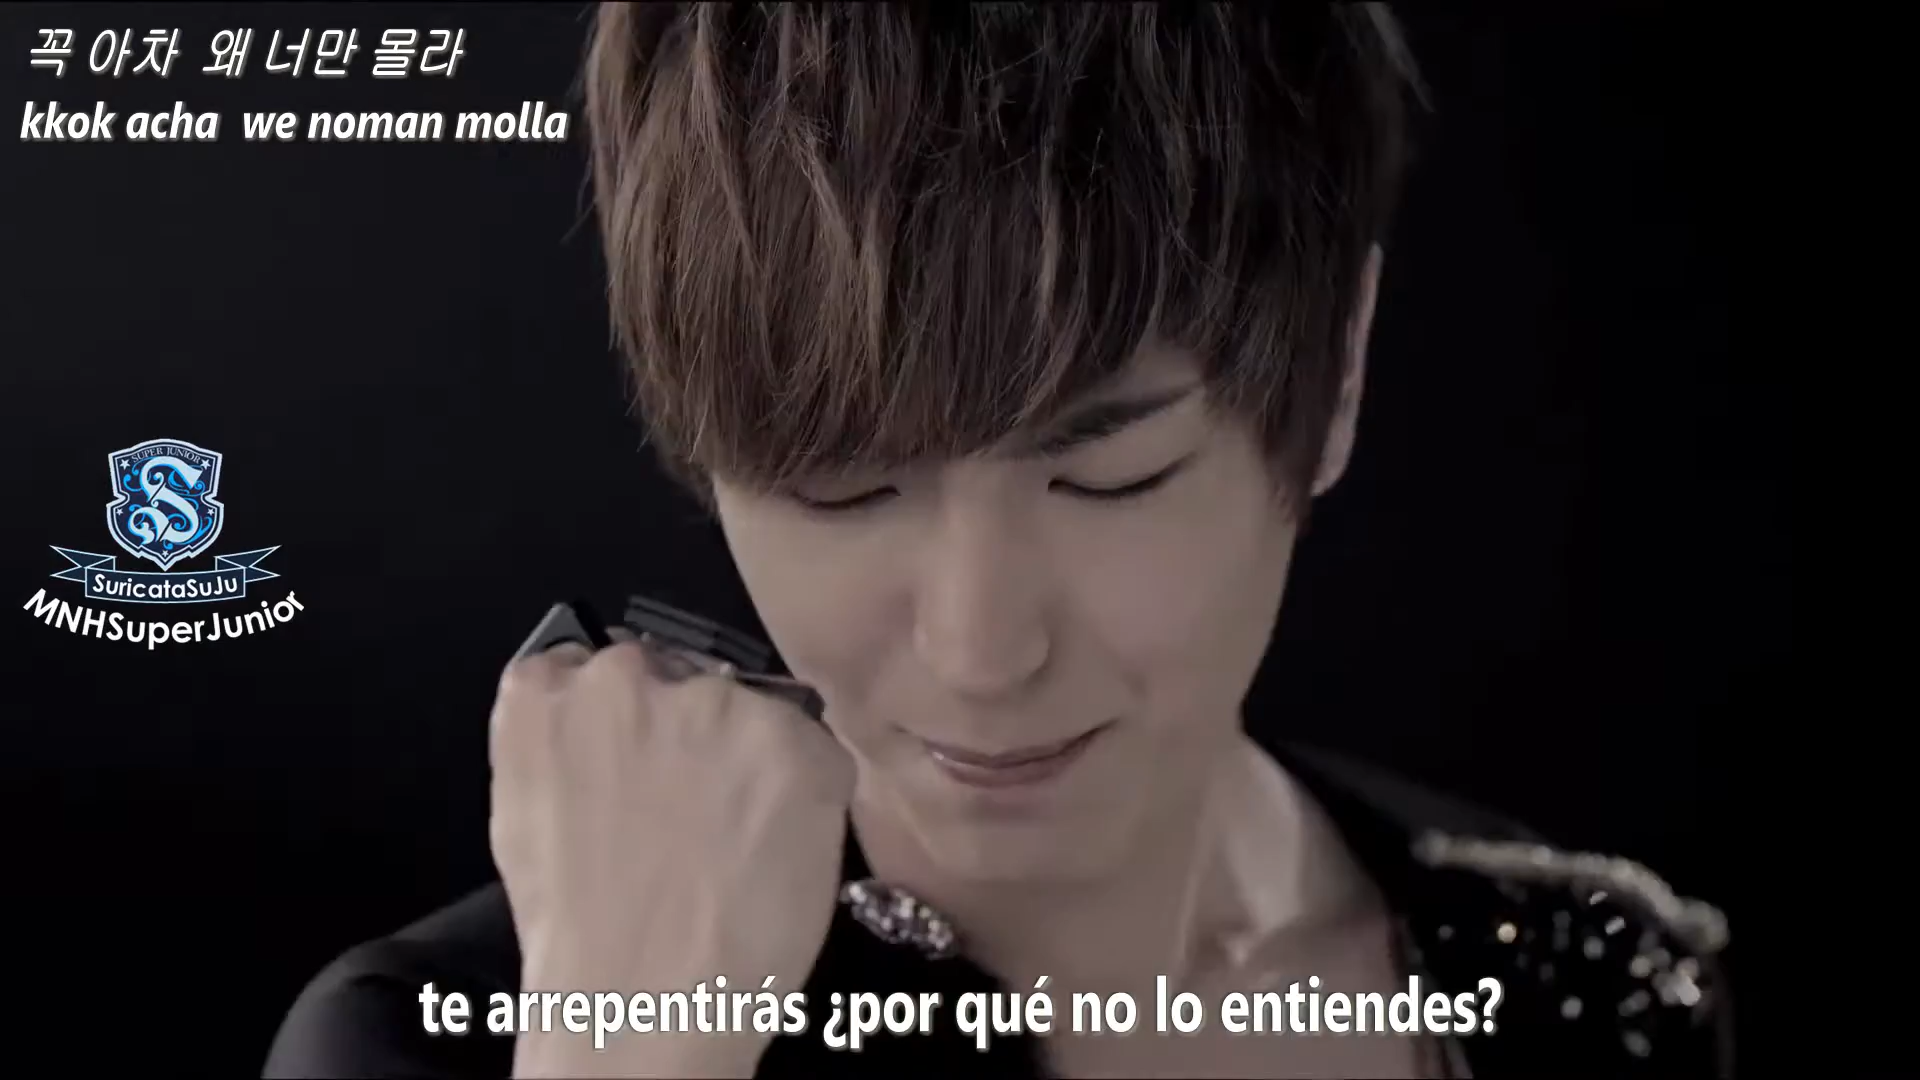 꼭 아차 왜 너만 몰라
kkok acha we noman molla
SUPER JUNIOR
S
SuricataSuJu
MNHSuperJunior
te arrepentirás ¿por qué no lo entiendes?